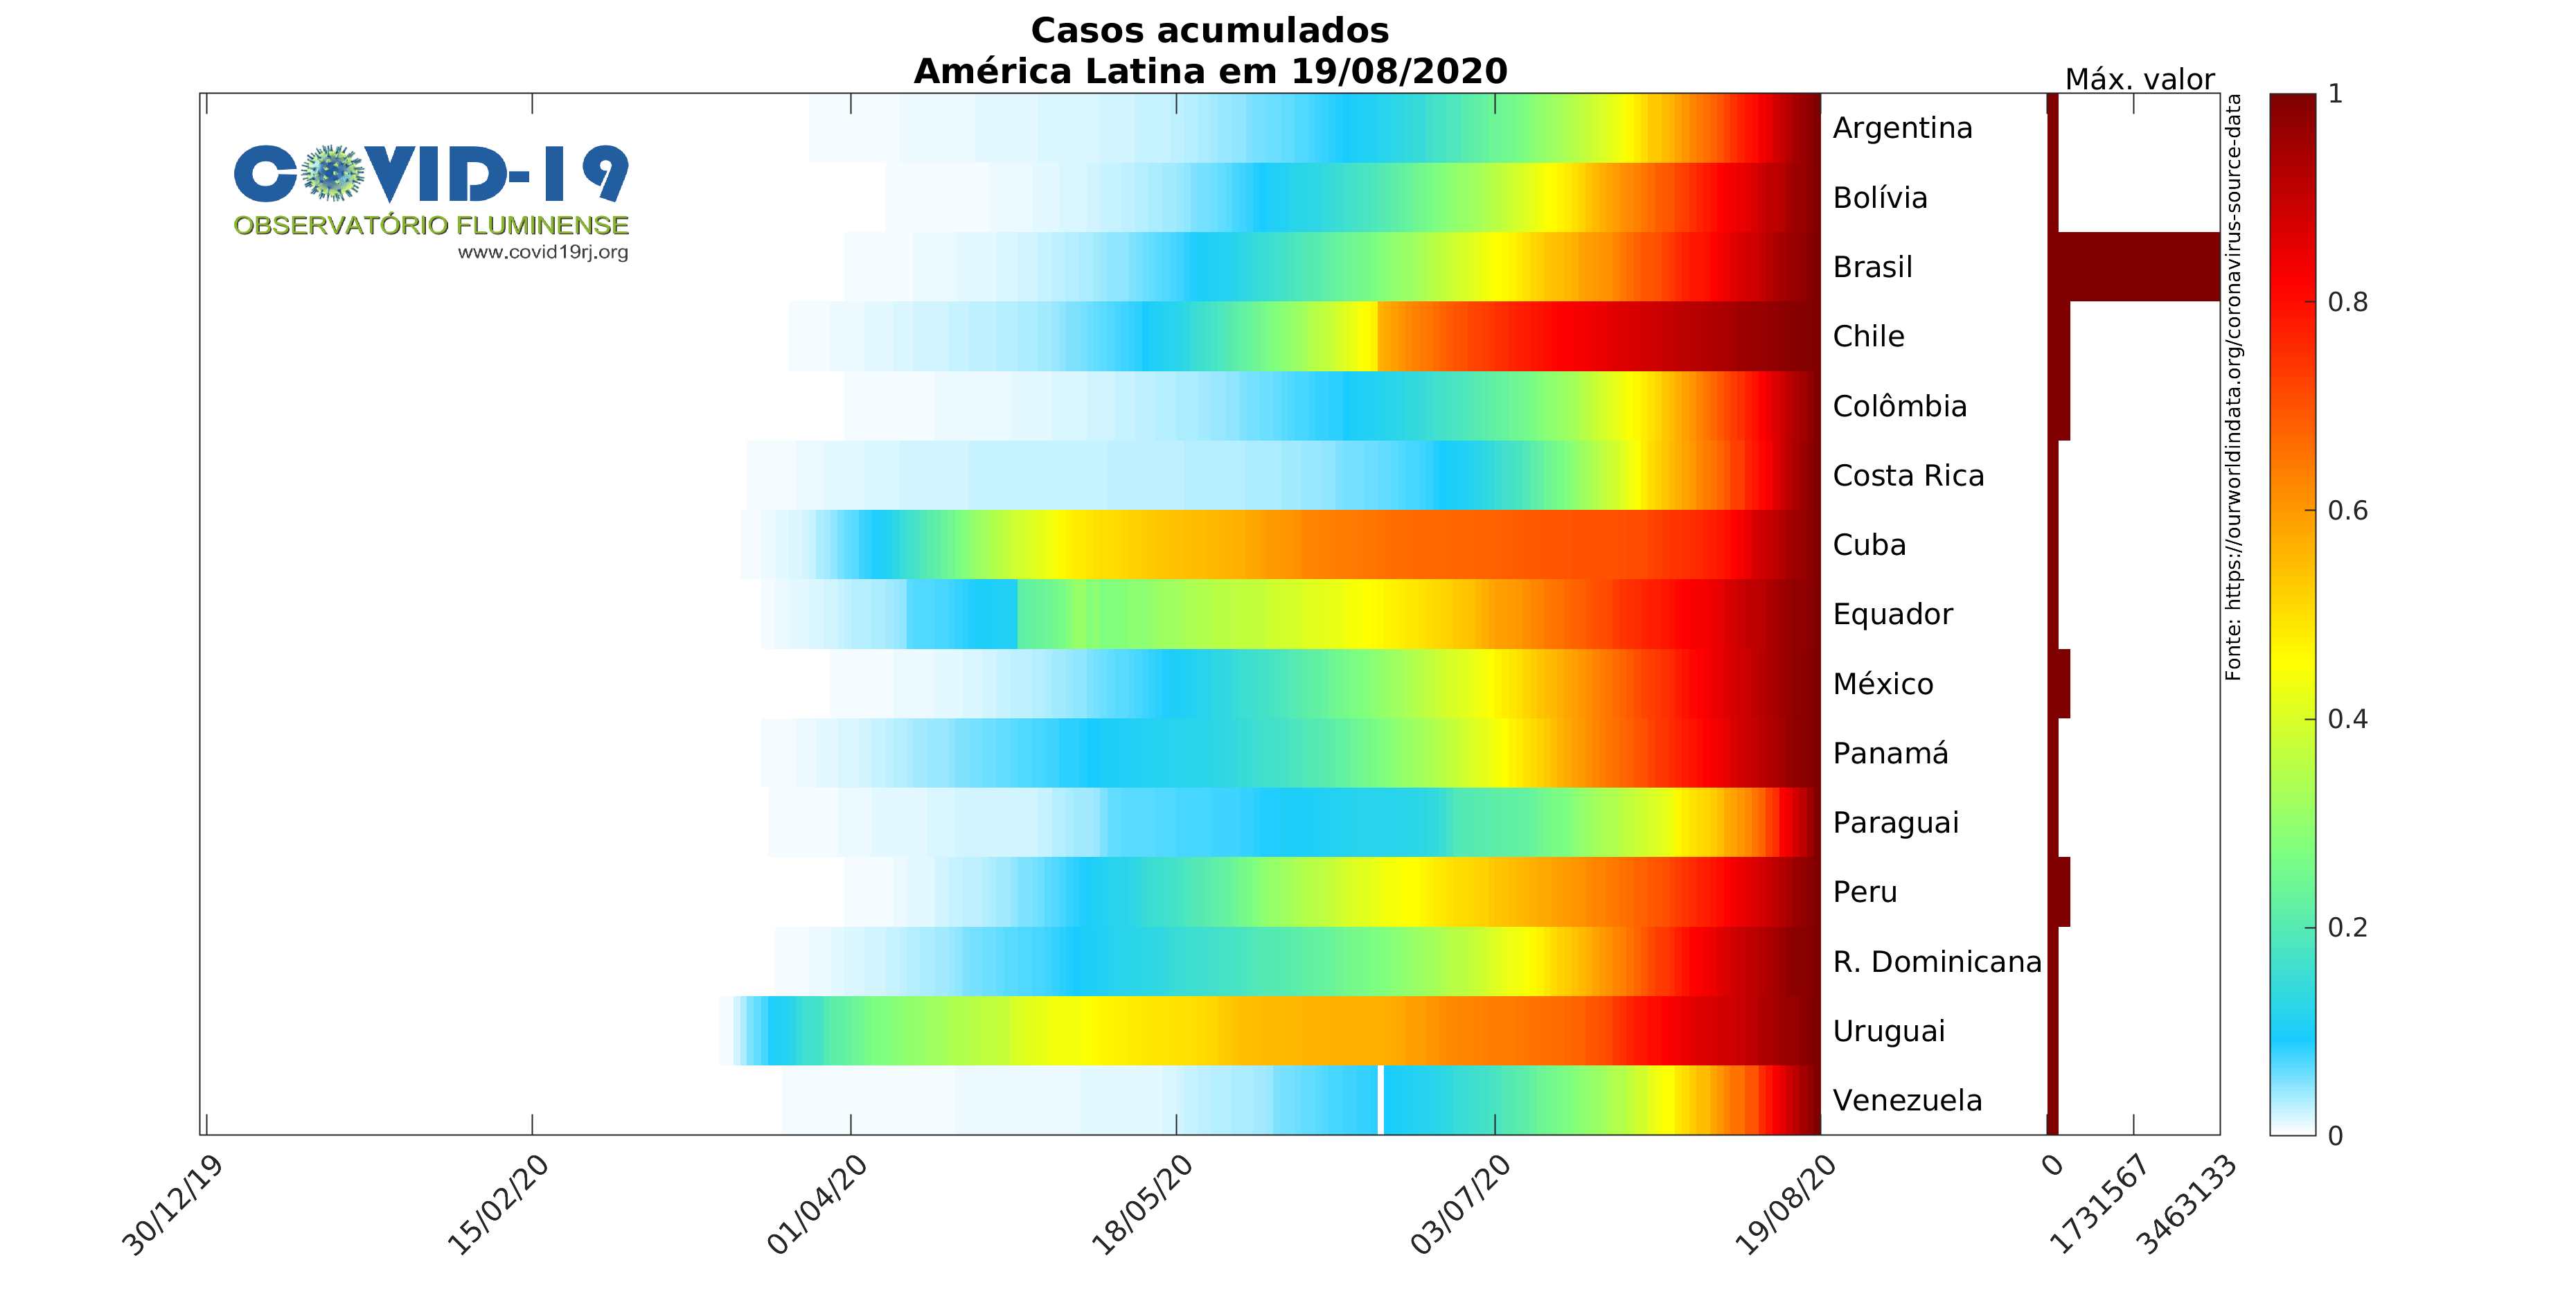 Casos acumulados
América Latina em 19/08/2020
Máx. valor
COVID-19
OBSERVATÓRIO FLUMINENSE
www.covid19rj.org
Argentina
Bolívia
Brasil
Chile
Colômbia
Costa Rica
Cuba
Equador
México
Panamá
Paraguai
Peru
R. Dominicana
Uruguai
Venezuela
Fonte: https://ourworldindata.org/coronavirus-source-data
1
0.8
0.6
0.4
0.2
0
30/12/19
15/02/20
01/04/20
18/05/20
03/07/20
19/08/20
0
1731567
3463133